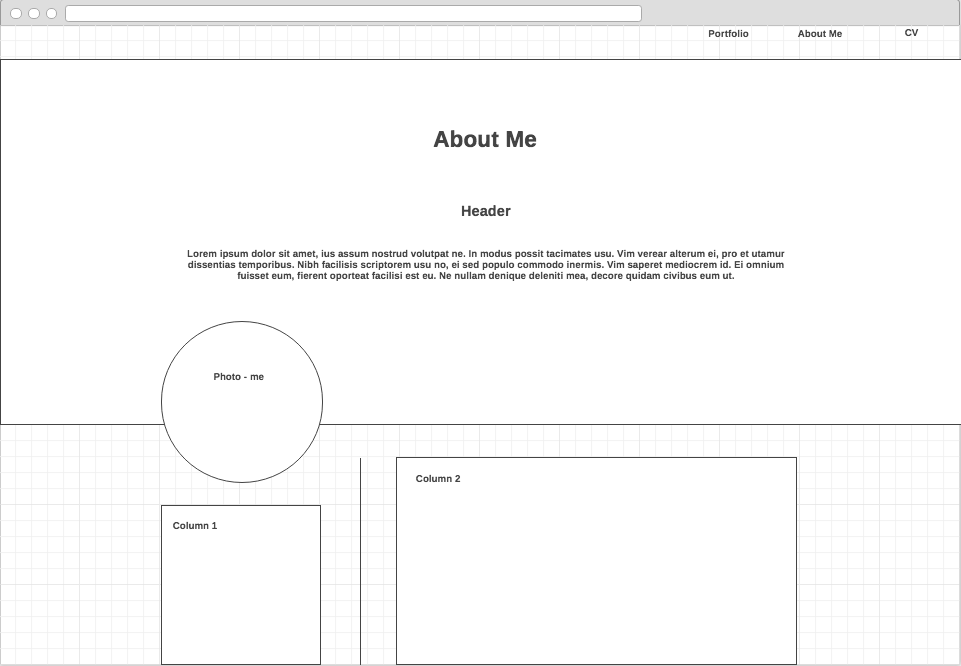 Portfolio About Me CV
About Me
Header
Lorem ipsum dolor sit amet, ius assum nostrud volutpat ne. In modus possit tacimates usu. Vim verear alterum ei, pro et utamur
dissentias temporibus. Nibh facilisis scriptorem usu no, ei sed populo commodo inermis. Vim saperet mediocrem id. Ei omnium
fuisset eum, fierent oporteat facilisi est eu. Ne nullam denique deleniti mea, decore quidam civibus eum ut.
Photo - me
Column 2
Column 1